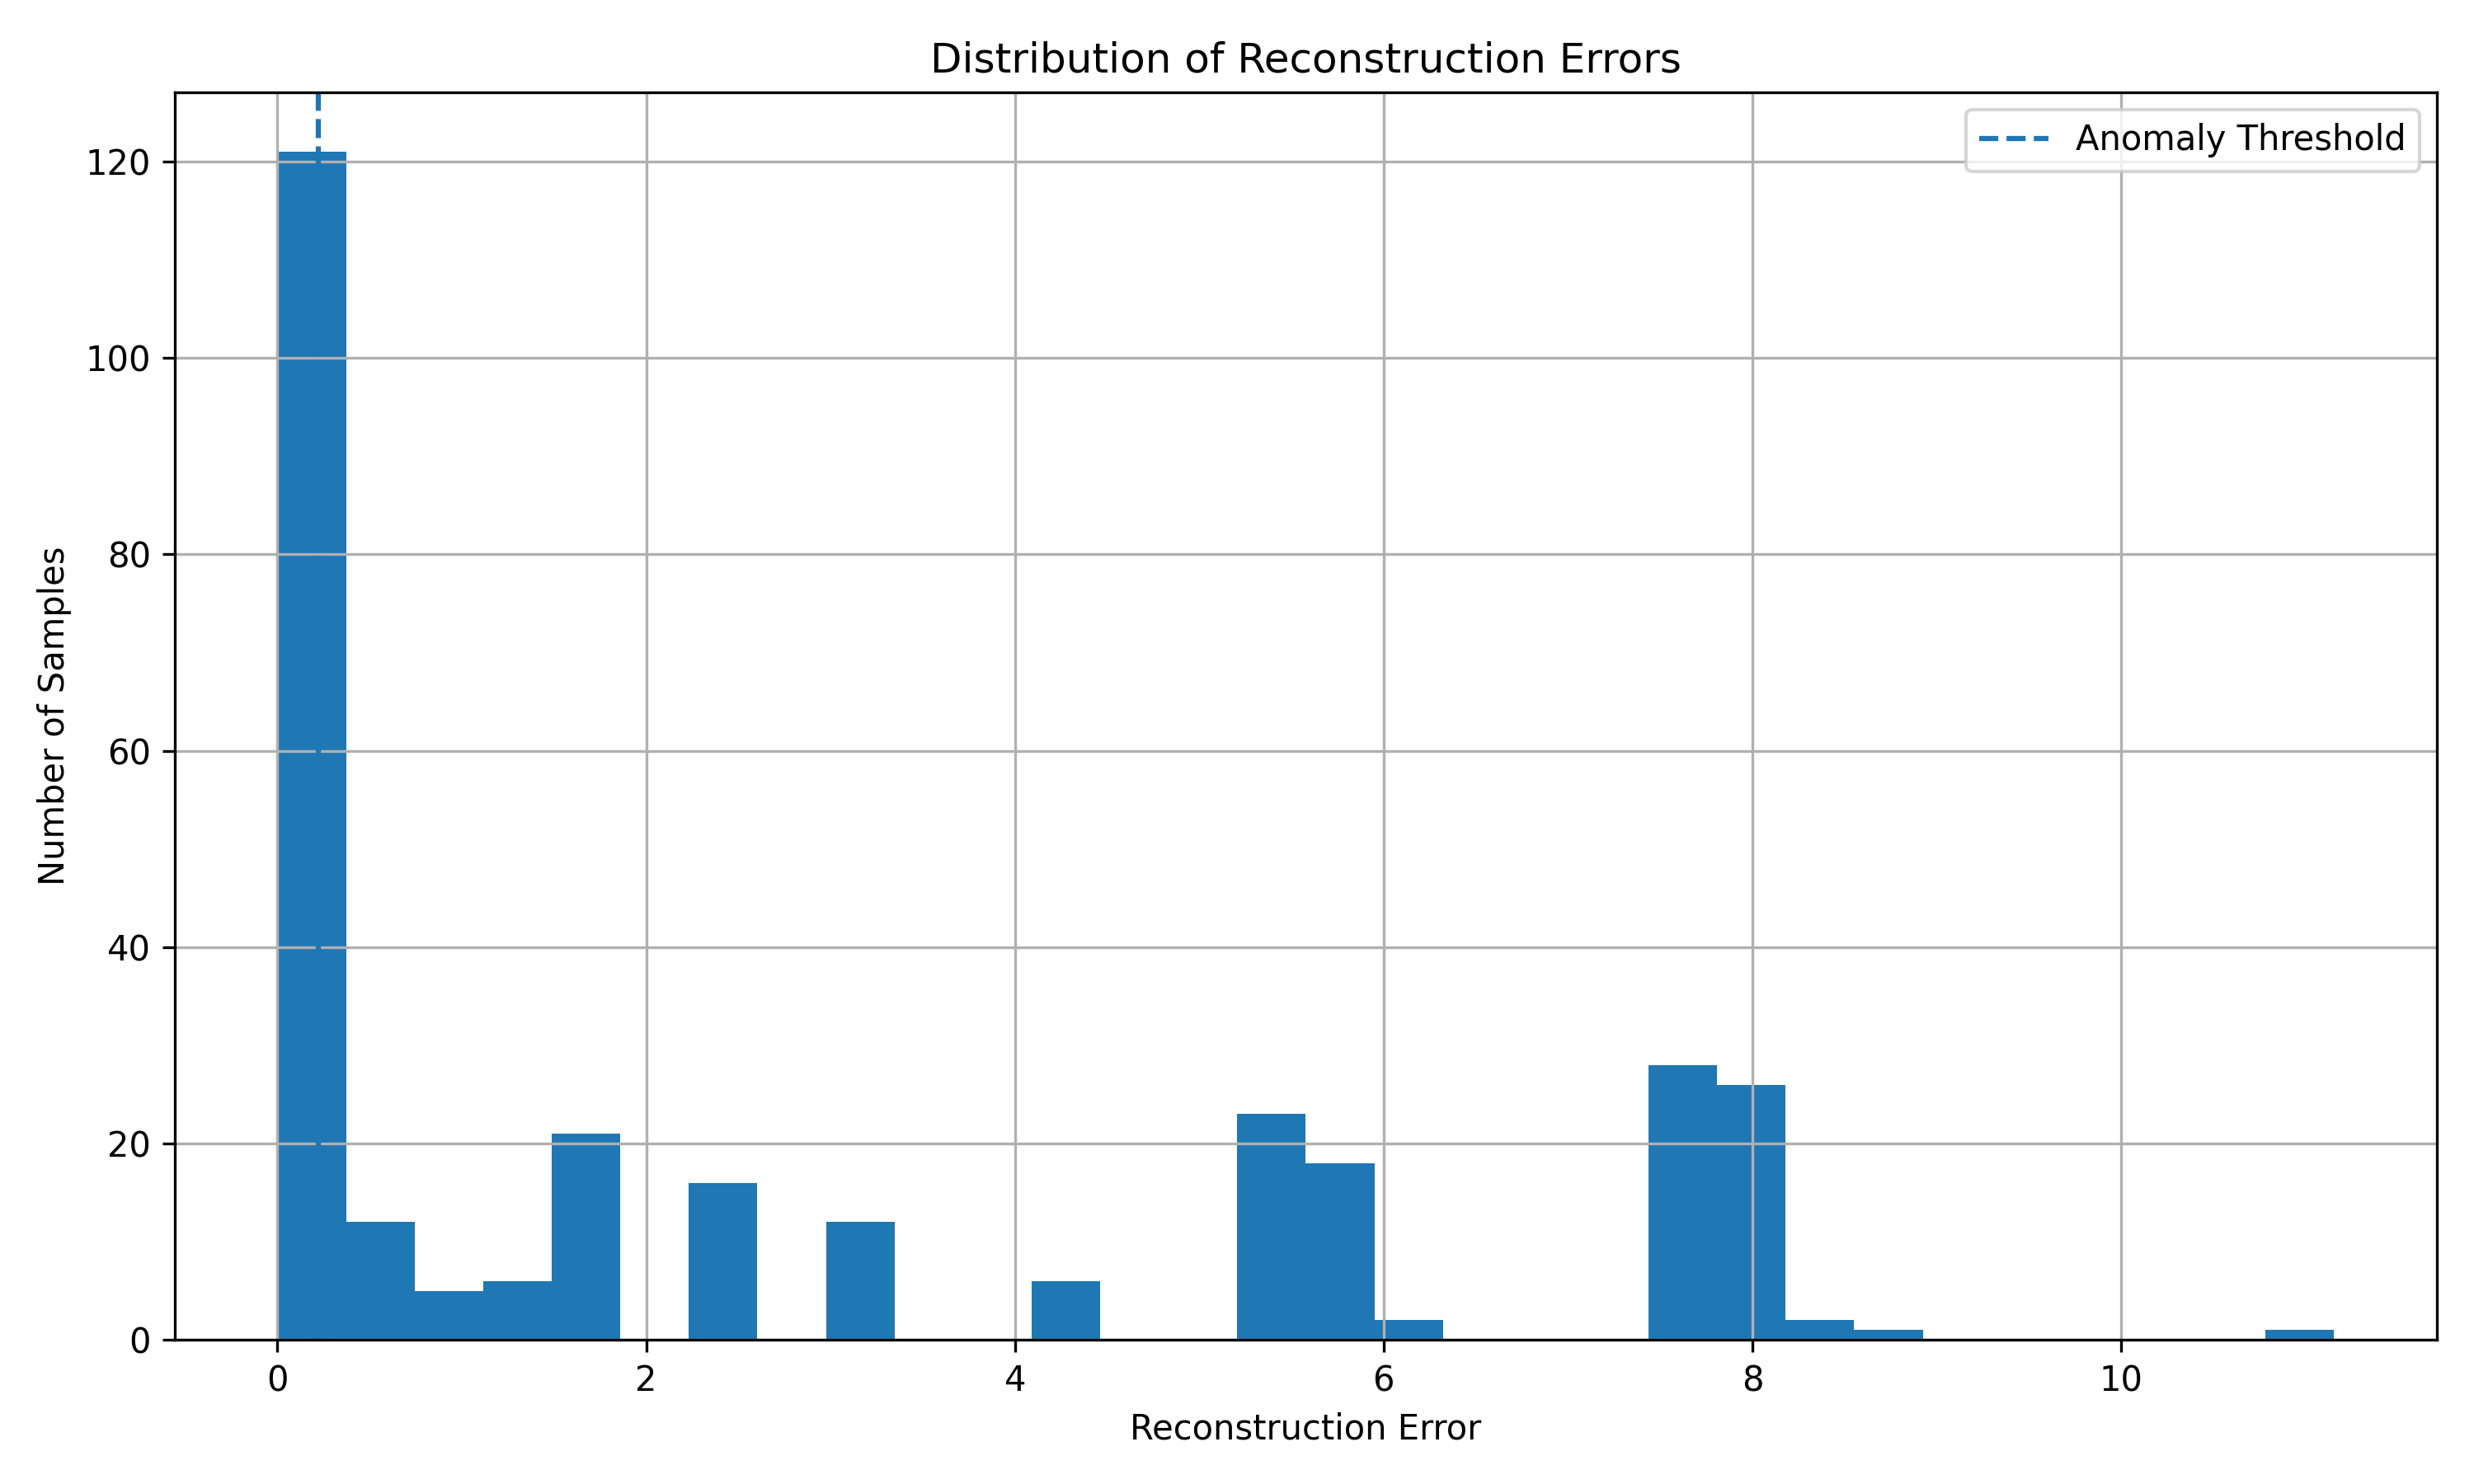 Distribution of Reconstruction Errors
Anomaly Threshold
120
100
80
60
40
20
0
Number of Samples
0 2 4 6 8 10
Reconstruction Error